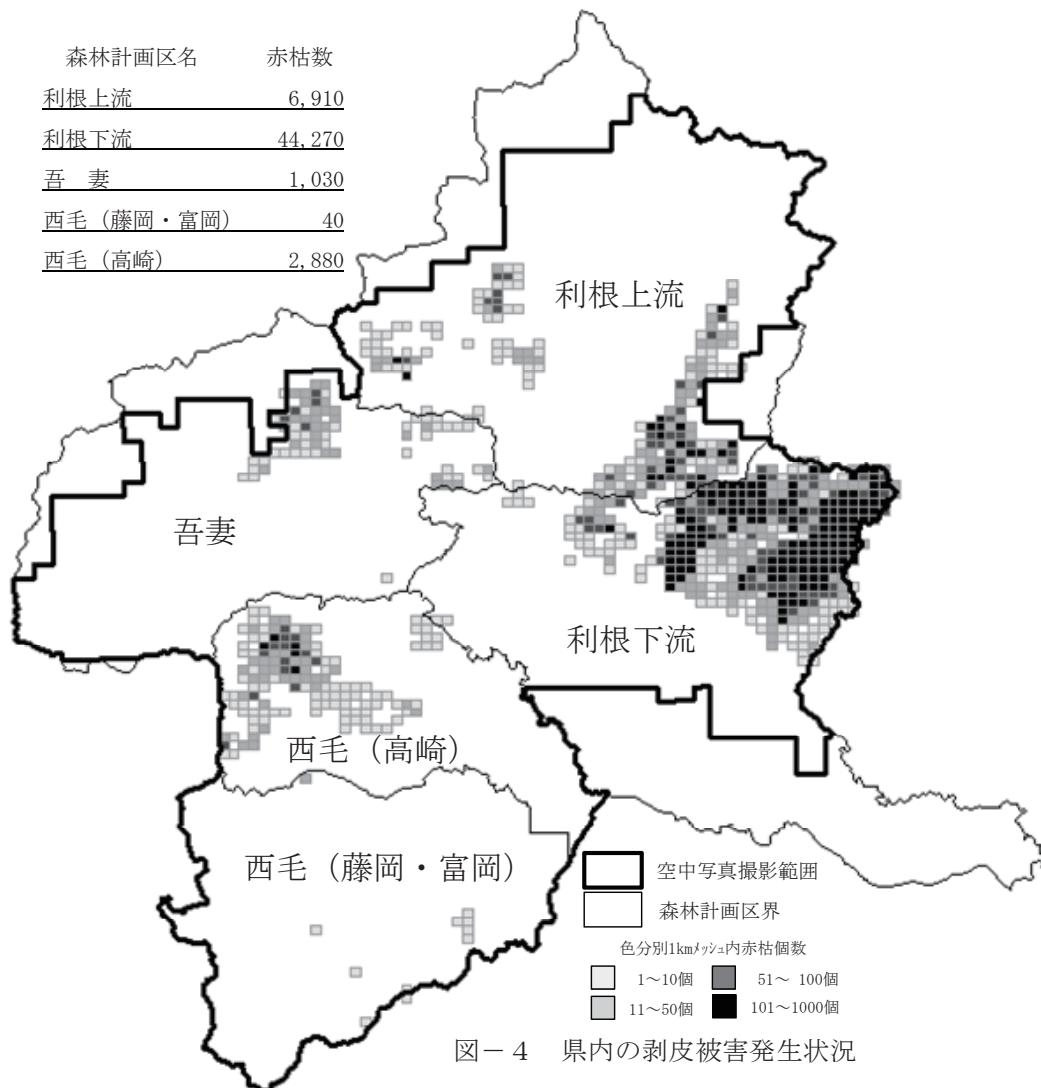 森林計画区名 赤枯数
利根上流 6,910
利根下流 44,270
吾 妻 1,030
西毛（藤岡・富岡） 40
西毛（高崎） 2,880
利根上流
吾妻
利根下流
西毛（高崎）
西毛（藤岡・富岡）
空中写真撮影範囲
森林計画区界
色分別1kmメッシュ内赤枯個数
1～10個 51～ 100個
11～50個 101～1000個
図－４ 県内の剥皮被害発生状況